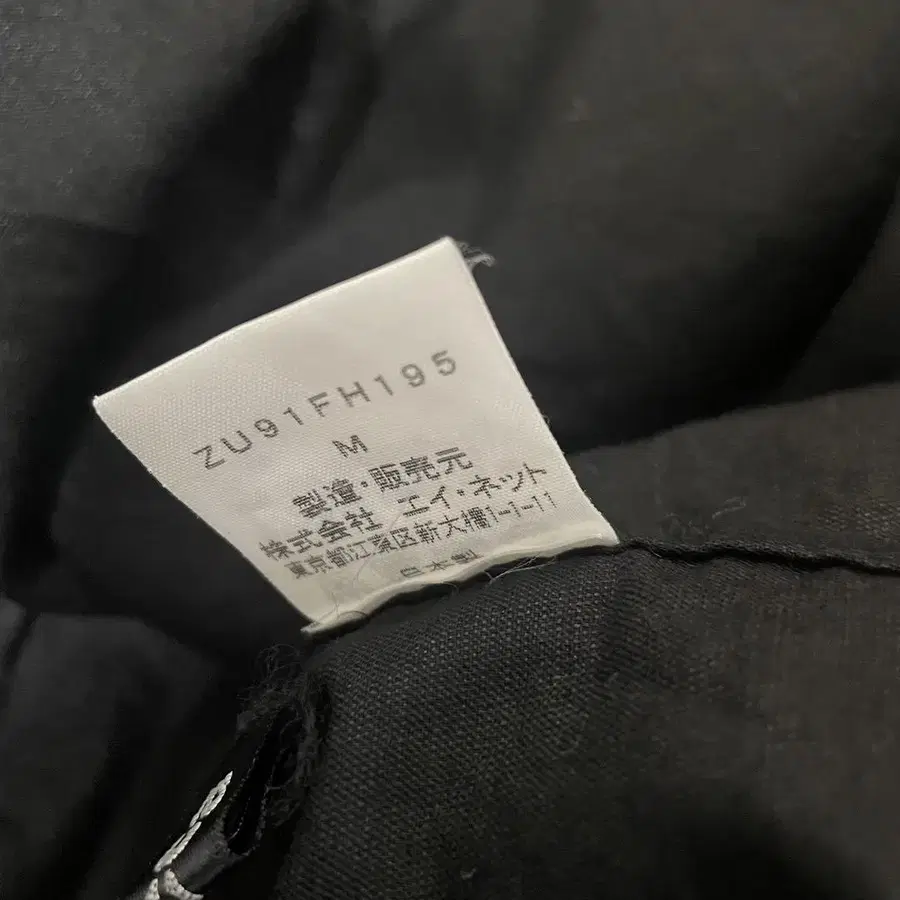 ZU91FH195
M
製造・販売元
株式会社 エイ・ネット
東京都江東区新大橋1-1-11
日本製